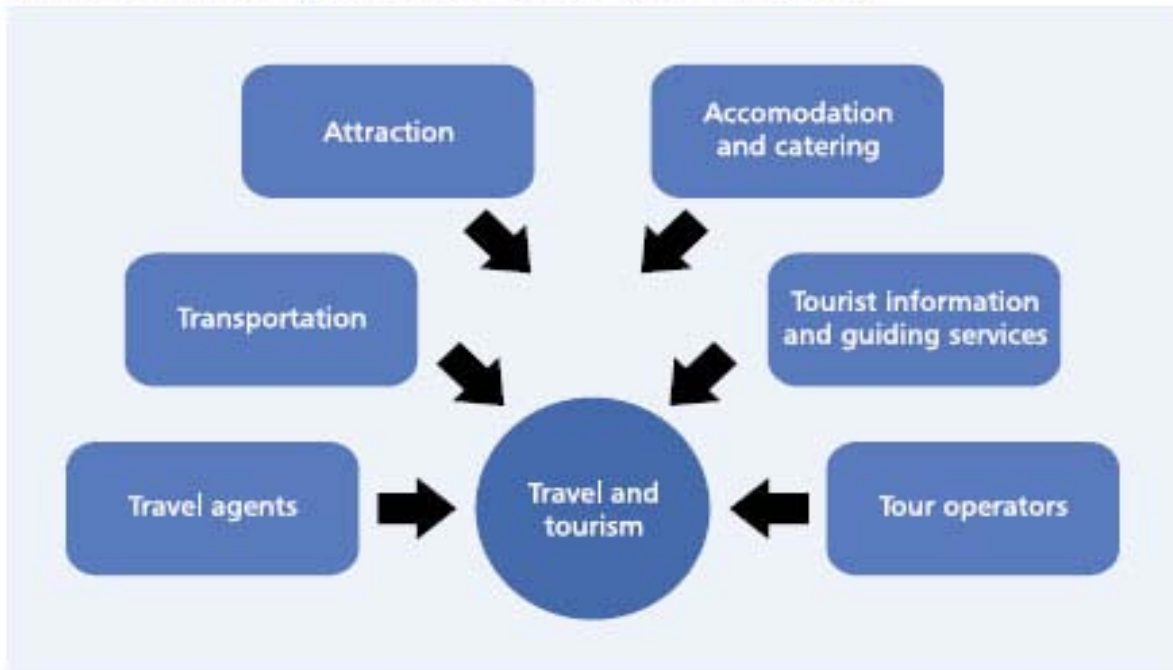 Attraction
Accomodation
and catering
Transportation
Tourist information
and guiding services
Travel agents
Travel and
tourism
Tour operators